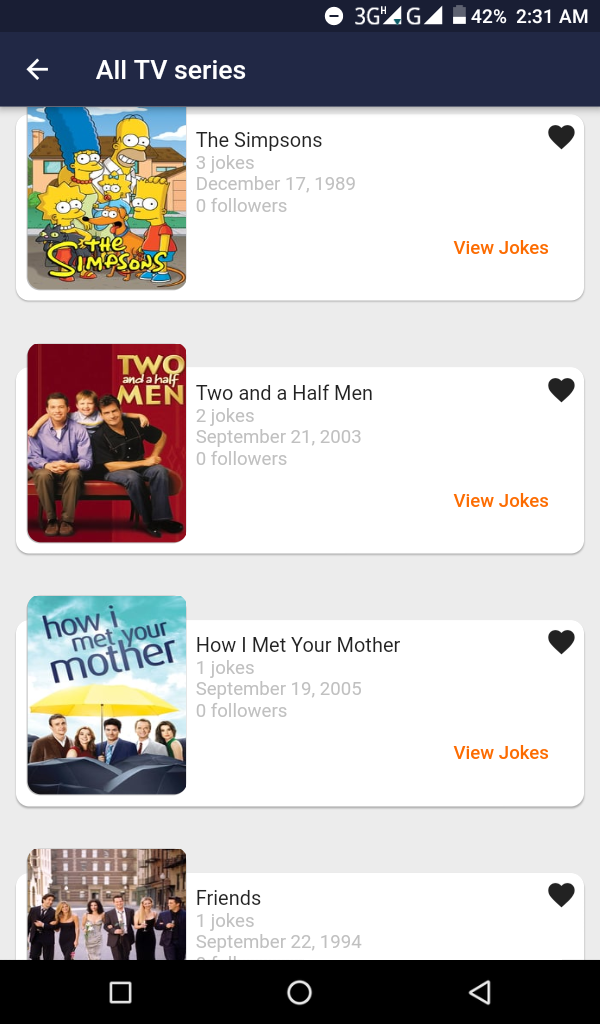 3G H G 42% 2:31 AM
All TV series
THE SIMPSONS
The Simpsons
3 jokes
December 17, 1989
0 followers
View Jokes
TWO
and a half
MEN
Two and a Half Men
2 jokes
September 21, 2003
0 followers
View Jokes
how i
met your
mother
How I Met Your Mother
1 jokes
September 19, 2005
0 followers
View Jokes
Friends
1 jokes
September 22, 1994